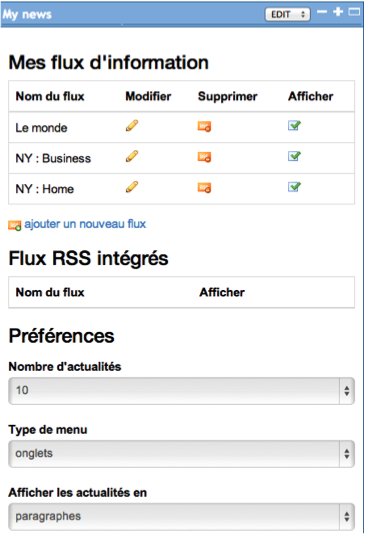 My news EDIT
Mes flux d'information
Nom du flux Modifier Supprimer Afficher
Le monde
NY : Business
NY : Home
ajouter un nouveau flux
Flux RSS intégrés
Nom du flux Afficher
Préférences
Nombre d'actualités
10
Type de menu
onglets
Afficher les actualités en
paragraphes